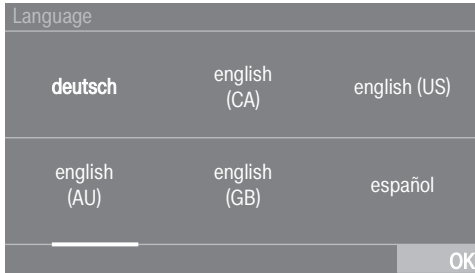 Language
deutsch
english
(CA)
english (US)
english
(AU)
english
(GB)
español
OK